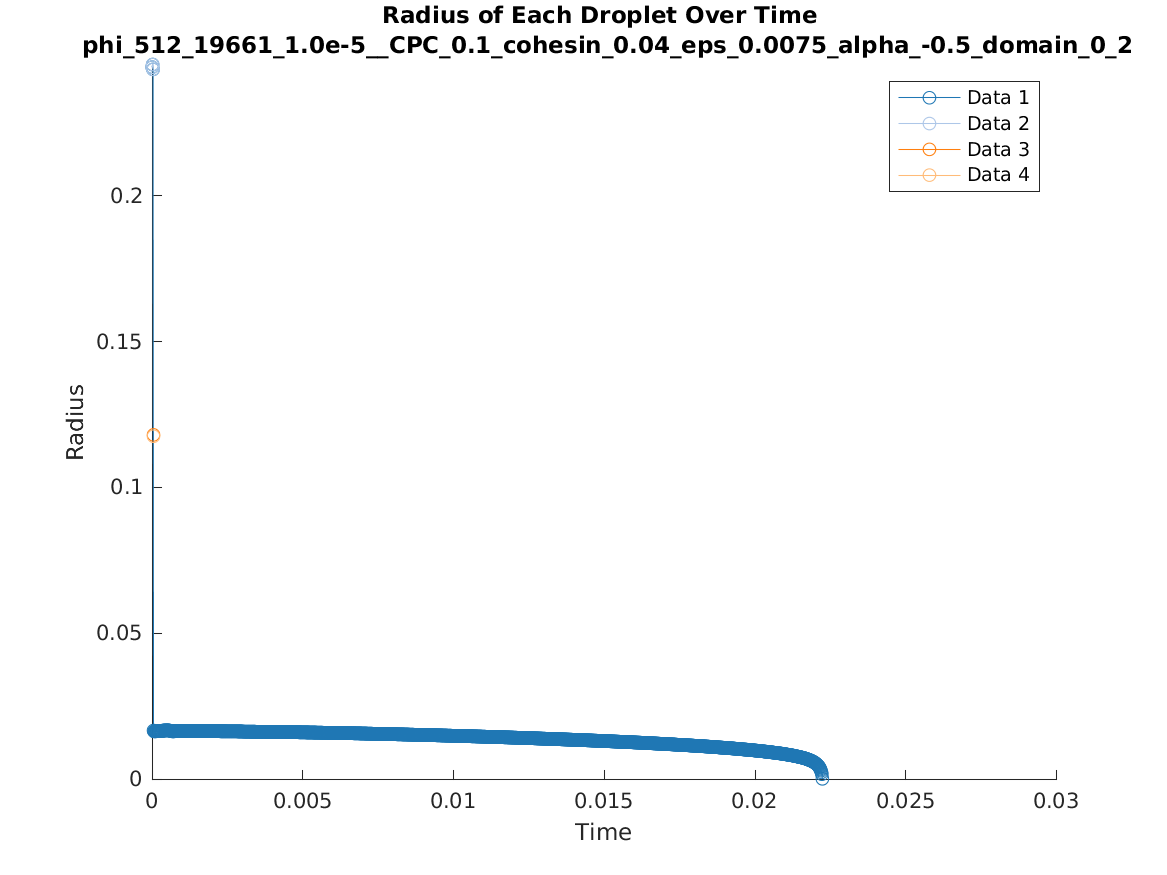 Radius of Each Droplet Over Time
phi_512_19661_1.0e-5__CPC_0.1_cohesin_0.04_eps_0.0075_alpha_-0.5_domain_0_2
Data 1
Data 2
Data 3
Data 4
0.2
0.15
0.1
0.05
0
Radius
0
0.005
0.01
0.015
0.02
0.025
0.03
Time